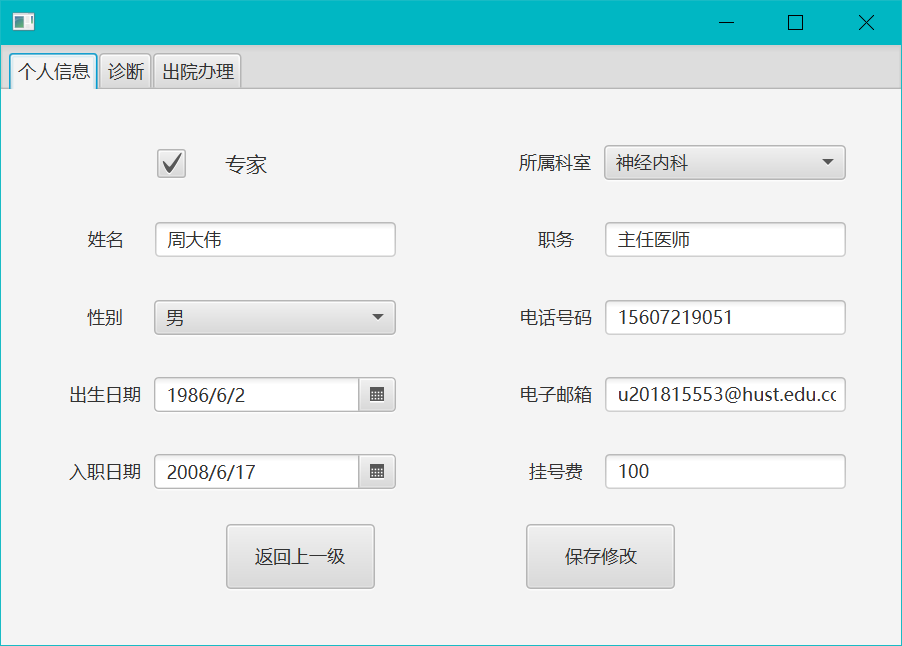 个人信息 诊断 出院办理
专家 所属科室 神经内科
姓名 周大伟 职务 主任医师
性别 男 电话号码 15607219051
出生日期 1986/6/2 电子邮箱 u201815553@hust.edu.cc
入职日期 2008/6/17 挂号费 100
返回上一级 保存修改